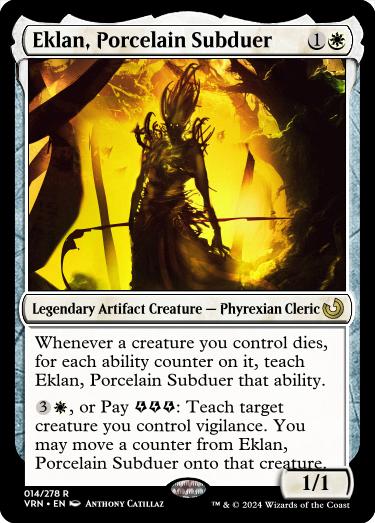 Eklan, Porcelain Subduer 1
Legendary Artifact Creature — Phyrexian Cleric
Whenever a creature you control dies,
for each ability counter on it, teach
Eklan, Porcelain Subduer that ability.
3, or Pay : Teach target
creature you control vigilance. You
may move a counter from Eklan,
Porcelain Subduer onto that creature.
1/1
014/278 R
VRN • EN Anthony Catillaz
™ & © 2024 Wizards of the Coast